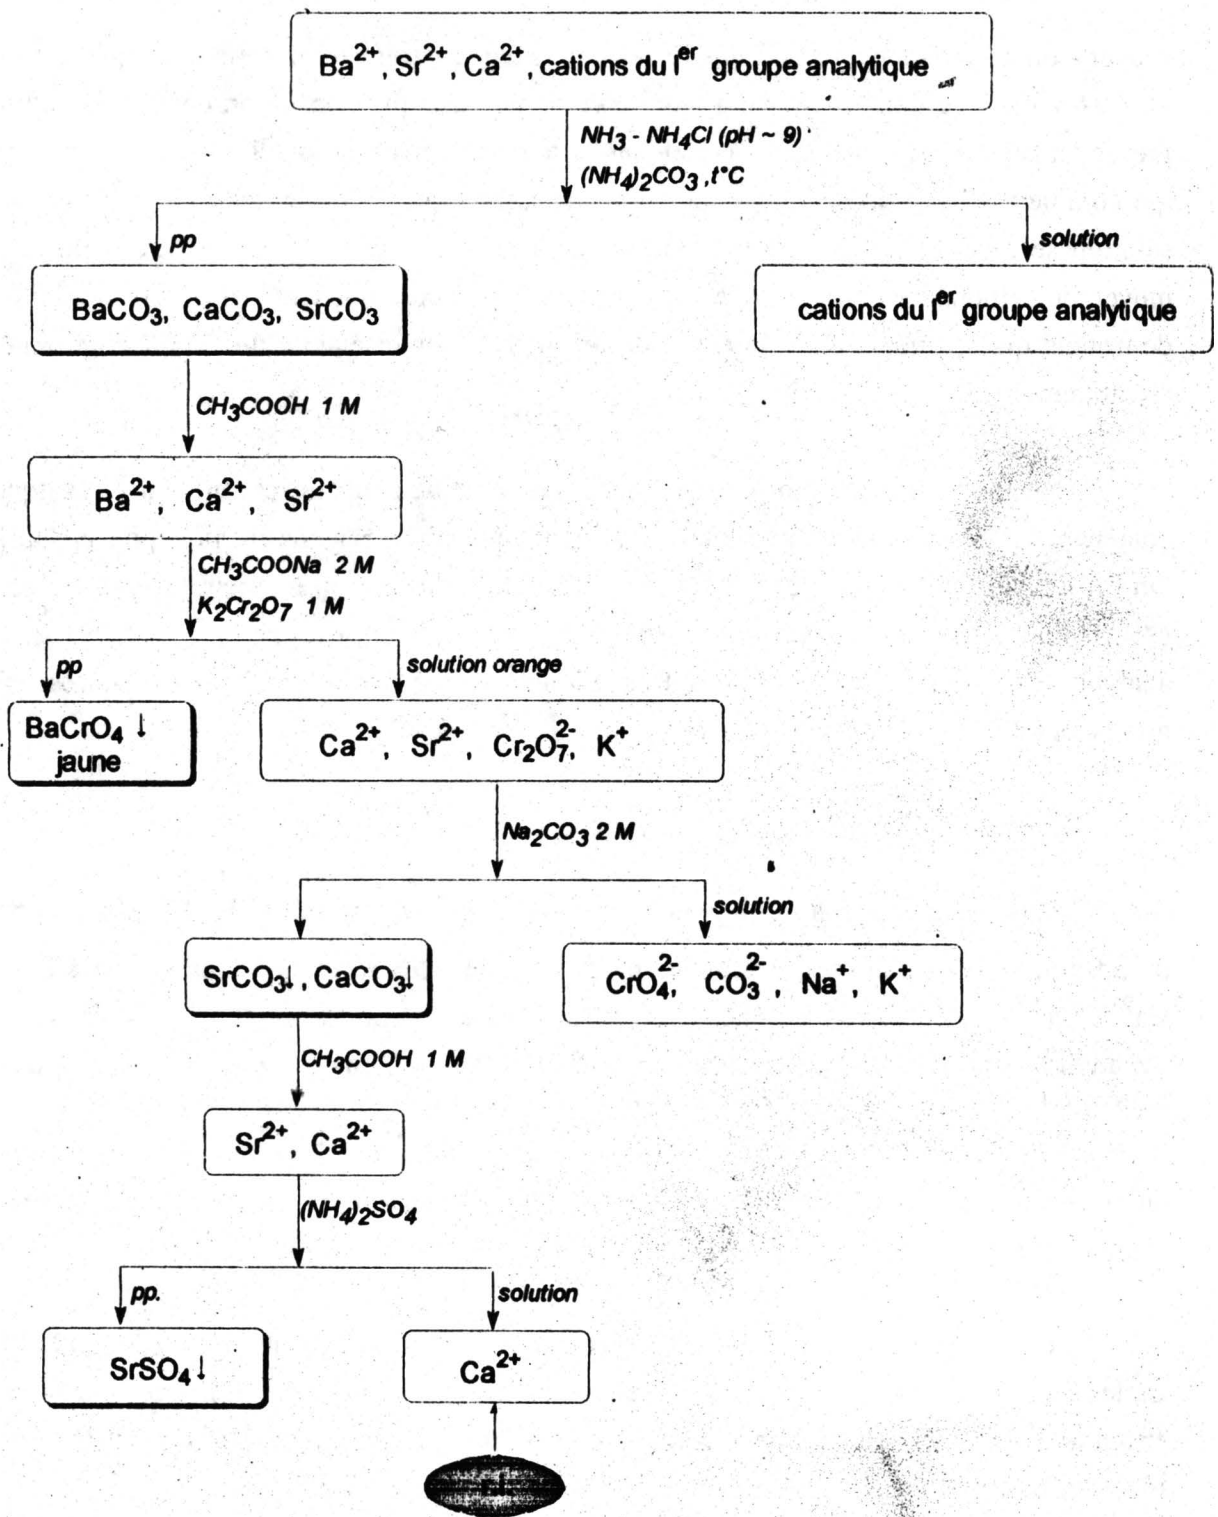 Ba²⁺, Sr²⁺, Ca²⁺, cations du Iᵉʳ groupe analytique
NH₃ - NH₄Cl (pH ~ 9)
(NH₄)₂CO₃, t°C
pp
solution
BaCO₃, CaCO₃, SrCO₃
cations du Iᵉʳ groupe analytique
CH₃COOH 1 M
Ba²⁺, Ca²⁺, Sr²⁺
CH₃COONa 2 M
K₂Cr₂O₇ 1 M
pp
solution orange
BaCrO₄ ↓
jaune
Ca²⁺, Sr²⁺, Cr₂O₇²⁻, K⁺
Na₂CO₃ 2 M
solution
SrCO₃↓, CaCO₃↓
CrO₄²⁻, CO₃²⁻, Na⁺, K⁺
CH₃COOH 1 M
Sr²⁺, Ca²⁺
(NH₄)₂SO₄
pp.
solution
SrSO₄↓
Ca²⁺